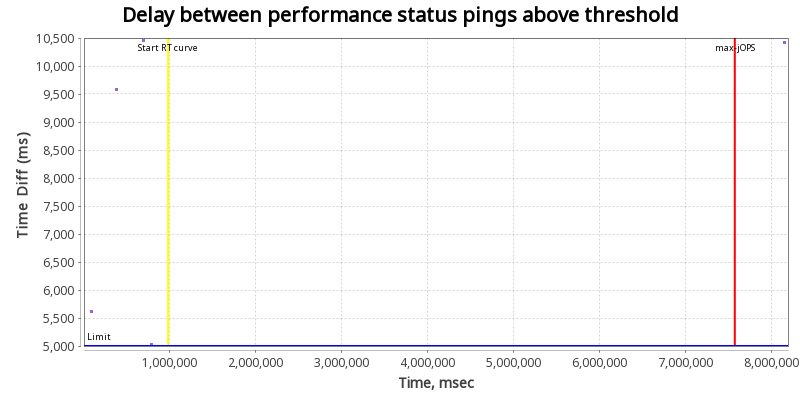 Delay between performance status pings above threshold
10,500
10,000
9,500
9,000
8,500
8,000
7,500
7,000
6,500
6,000
5,500
5,000
Time Diff (ms)
Start RT curve
max-jOPS
Limit
1,000,000 2,000,000 3,000,000 4,000,000 5,000,000 6,000,000 7,000,000 8,000,000
Time, msec